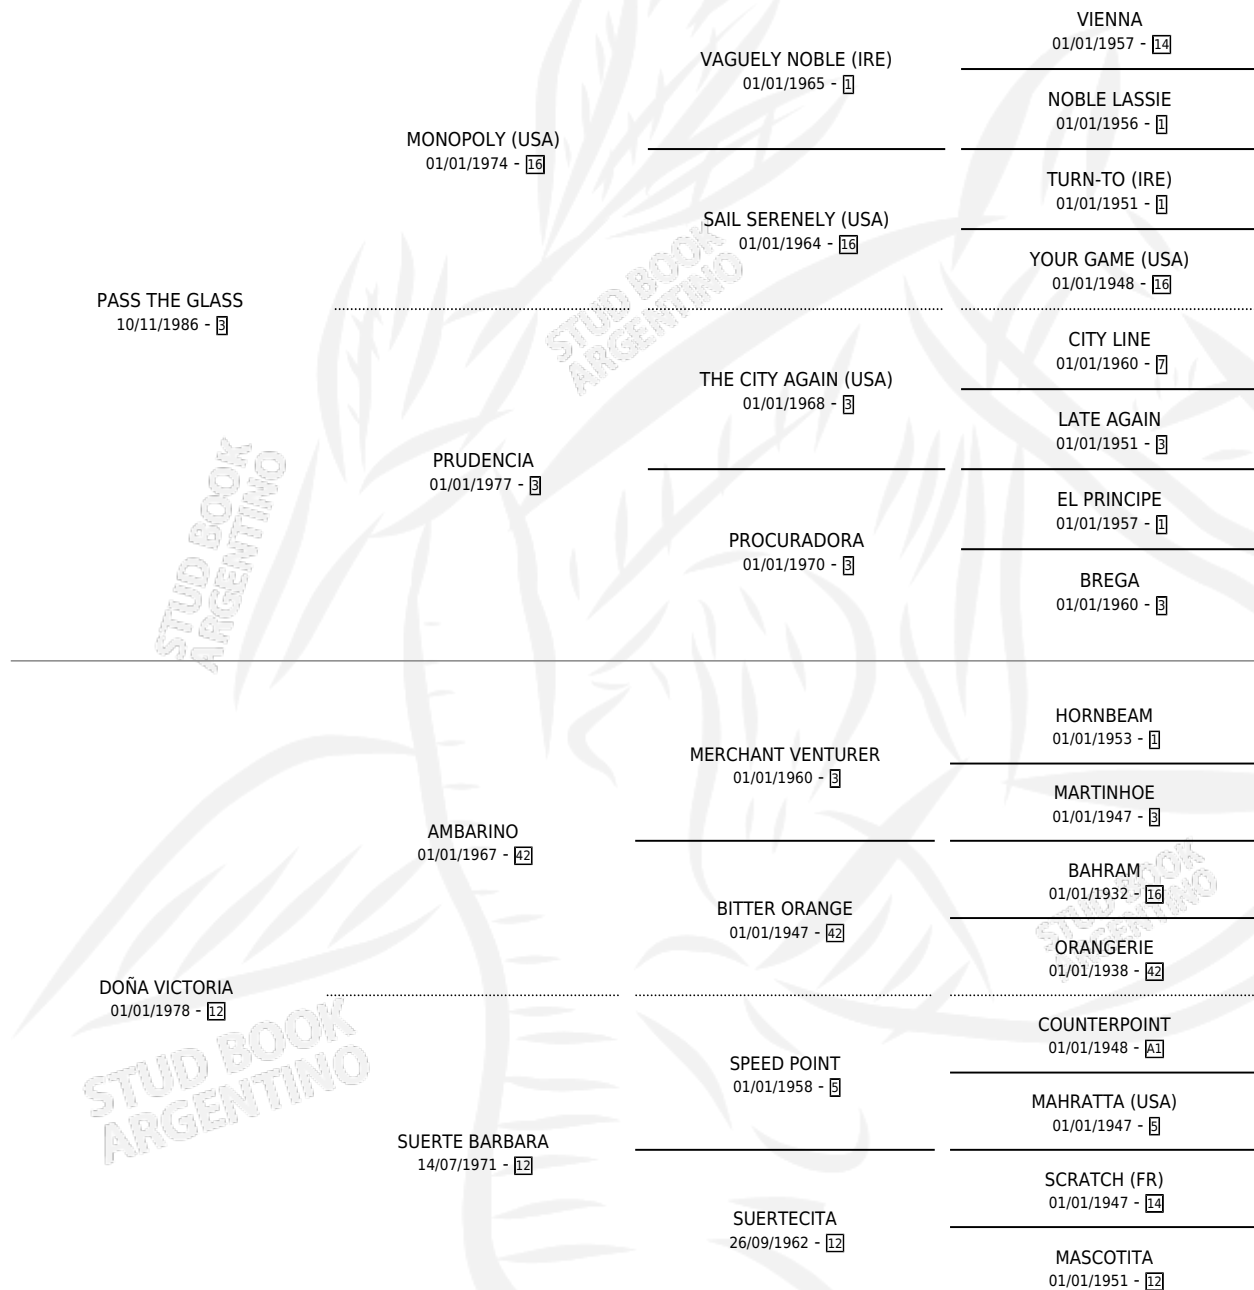 VIENNA
01/01/1957 - 14
VAGUELY NOBLE (IRE)
01/01/1965 - 1
NOBLE LASSIE
01/01/1956 - 1
MONOPOLY (USA)
01/01/1974 - 16
TURN-TO (IRE)
01/01/1951 - 1
SAIL SERENELY (USA)
01/01/1964 - 16
YOUR GAME (USA)
01/01/1948 - 16
PASS THE GLASS
10/11/1986 - 3
CITY LINE
01/01/1960 - 7
THE CITY AGAIN (USA)
01/01/1968 - 3
LATE AGAIN
01/01/1951 - 3
PRUDENCIA
01/01/1977 - 3
EL PRINCIPE
01/01/1957 - 1
PROCURADORA
01/01/1970 - 3
BREGA
01/01/1960 - 3
HORNBEAM
01/01/1953 - 1
MERCHANT VENTURER
01/01/1960 - 3
MARTINHOE
01/01/1947 - 3
AMBARINO
01/01/1967 - 42
BAHRAM
01/01/1932 - 16
BITTER ORANGE
01/01/1947 - 42
ORANGERIE
01/01/1938 - 42
DOÑA VICTORIA
01/01/1978 - 12
COUNTERPOINT
01/01/1948 - A1
SPEED POINT
01/01/1958 - 5
MAHRATTA (USA)
01/01/1947 - 5
SUERTE BARBARA
14/07/1971 - 12
SCRATCH (FR)
01/01/1947 - 14
SUERTECITA
26/09/1962 - 12
MASCOTITA
01/01/1951 - 12
STUD BOOK
ARGENTINO
STUD BOOK
ARGENTINO
STUD BOOK
ARGENTINO
STUD BOOK
ARGENTINO